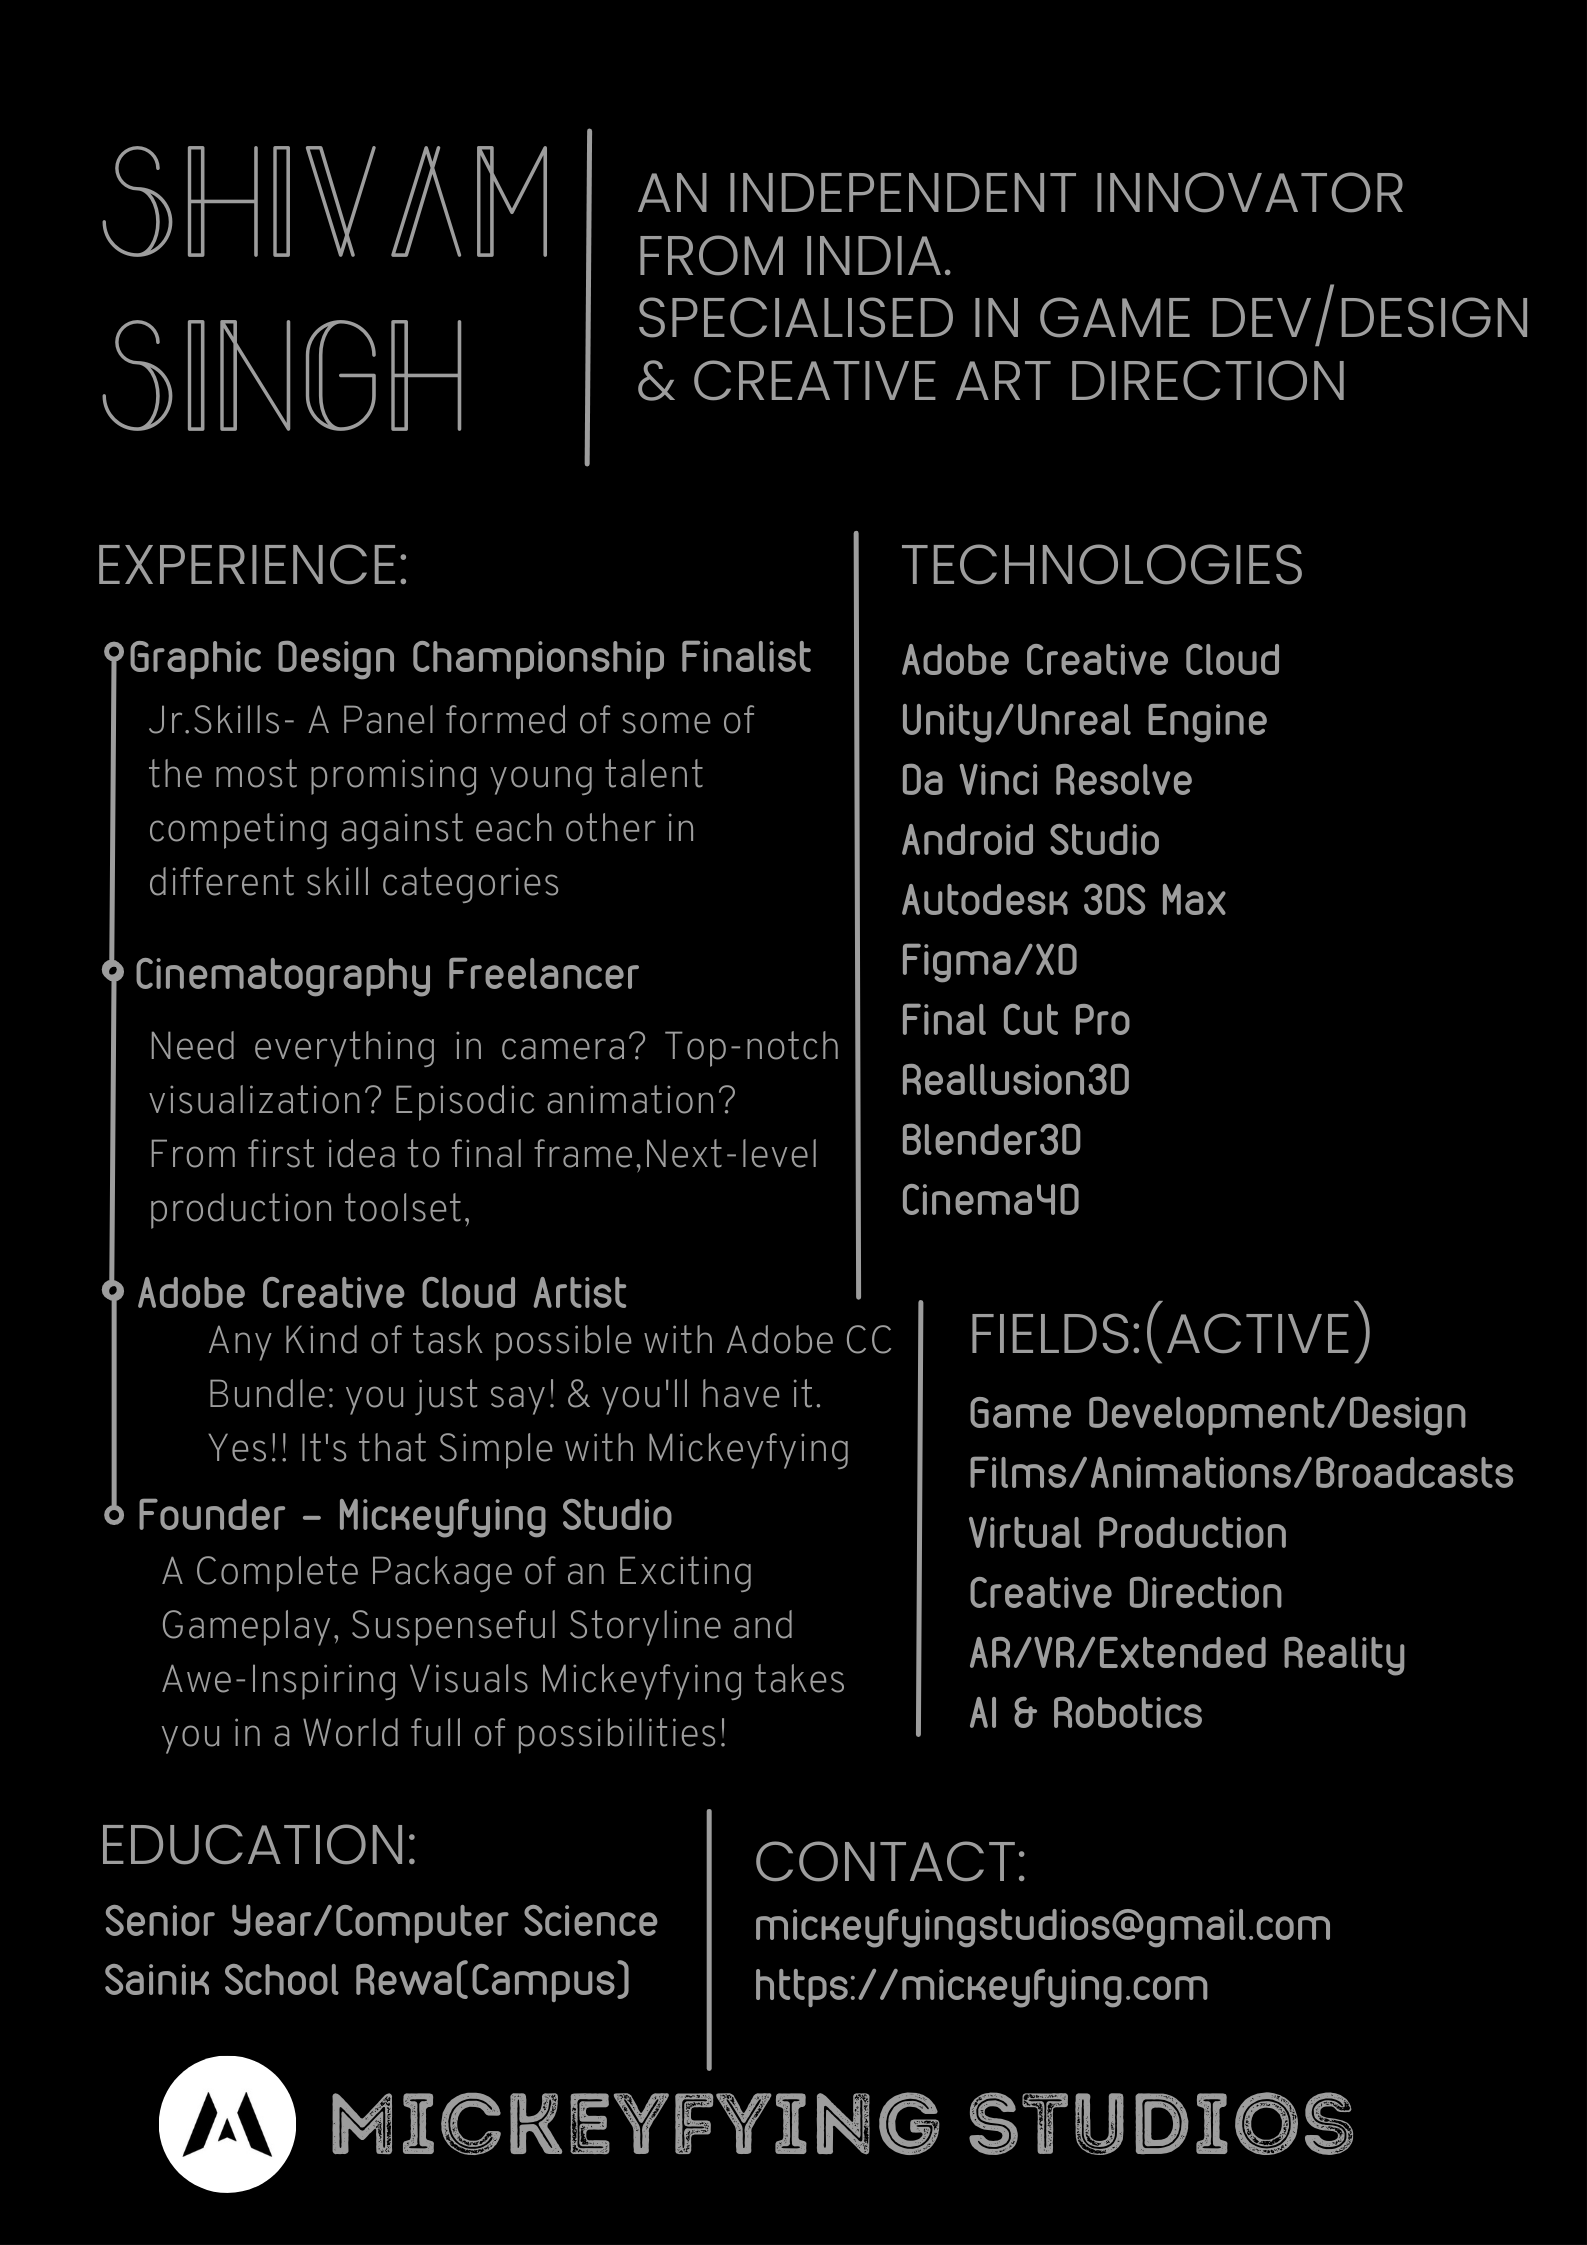 SHIVAM
SINGH
AN INDEPENDENT INNOVATOR
FROM INDIA.
SPECIALISED IN GAME DEV/DESIGN
& CREATIVE ART DIRECTION
EXPERIENCE:
Graphic Design Championship Finalist
Jr.Skills- A Panel formed of some of
the most promising young talent
competing against each other in
different skill categories
Cinematography Freelancer
Need everything in camera? Top-notch
visualization? Episodic animation?
From first idea to final frame,Next-level
production toolset,
Adobe Creative Cloud Artist
Any Kind of task possible with Adobe CC
Bundle: you just say! & you'll have it.
Yes!! It's that Simple with Mickeyfying
Founder - Mickeyfying Studio
A Complete Package of an Exciting
Gameplay, Suspenseful Storyline and
Awe-Inspiring Visuals Mickeyfying takes
you in a World full of possibilities!
TECHNOLOGIES
Adobe Creative Cloud
Unity/Unreal Engine
Da Vinci Resolve
Android Studio
Autodesk 3DS Max
Figma/XD
Final Cut Pro
Reallusion3D
Blender3D
Cinema4D
FIELDS:(ACTIVE)
Game Development/Design
Films/Animations/Broadcasts
Virtual Production
Creative Direction
AR/VR/Extended Reality
AI & Robotics
EDUCATION:
Senior Year/Computer Science
Sainik School Rewa(Campus)
CONTACT:
mickeyfyingstudios@gmail.com
https://mickeyfying.com
MICKEYFYING STUDIOS